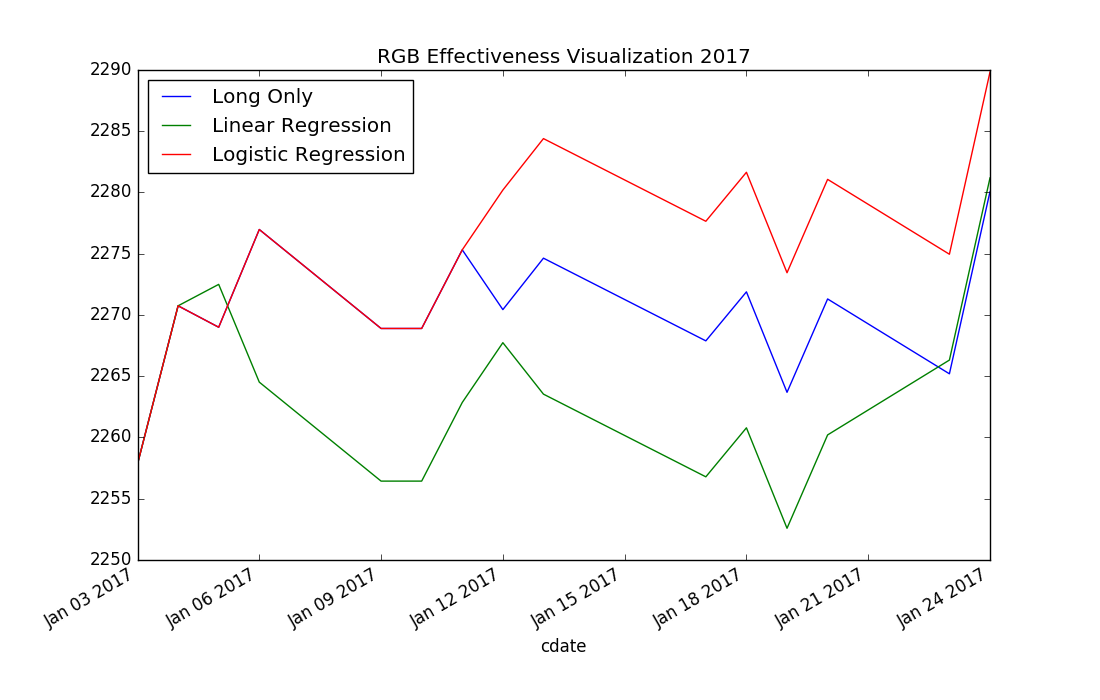 RGB Effectiveness Visualization 2017
Long Only
Linear Regression
Logistic Regression
2290
2285
2280
2275
2270
2265
2260
2255
2250
Jan 03 2017
Jan 06 2017
Jan 09 2017
Jan 12 2017
Jan 15 2017
Jan 18 2017
Jan 21 2017
Jan 24 2017
cdate